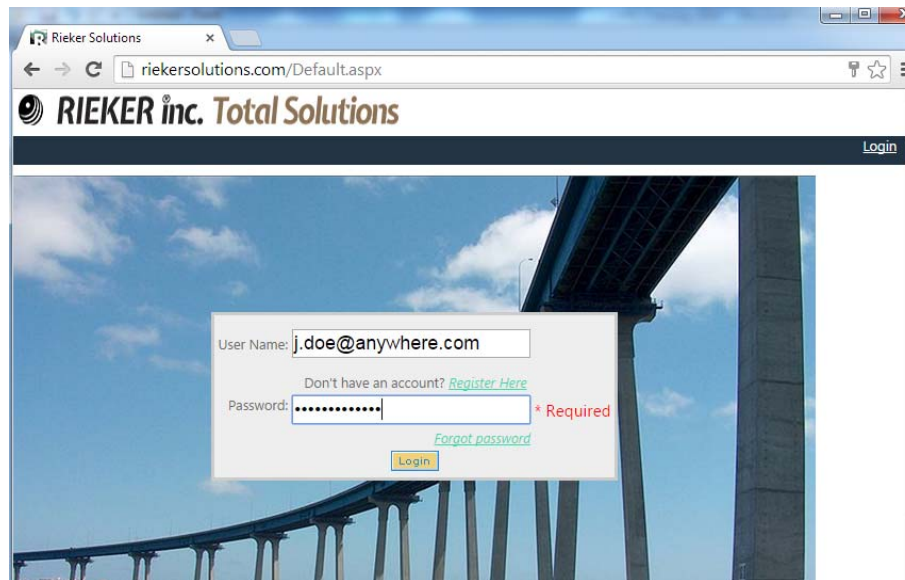 Rieker Solutions
riekersolutions.com/Default.aspx
RIEKER inc. Total Solutions
Login
User Name: j.doe@anywhere.com
Don't have an account? Register Here
Password: ••••••••••••• * Required
Forgot password
Login